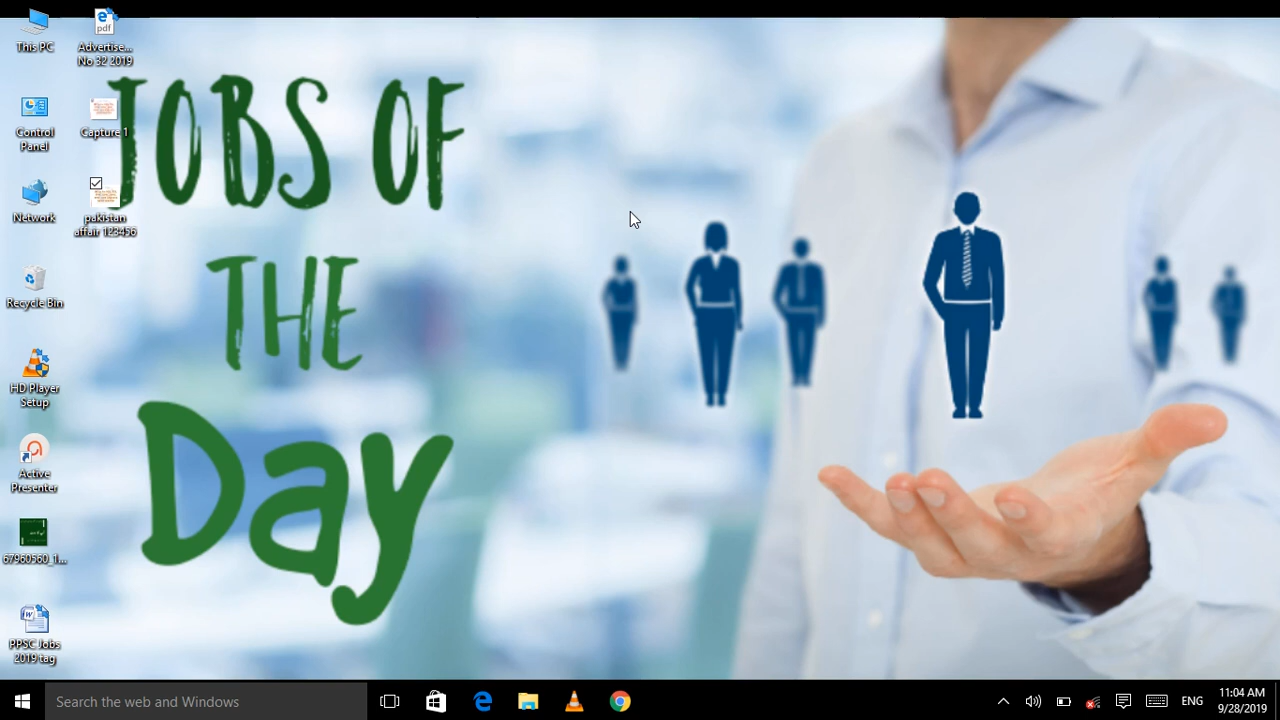 JOBS OF
THE
Day
This PC
Control
Panel
Network
Recycle Bin
HD Player
Setup
Active
Presenter
67960560_1...
PPSC Jobs
2019 tag
Advertise...
No 32 2019
Capture 1
pakistan
affair 123456
Search the web and Windows
ENG
11:04 AM
9/28/2019